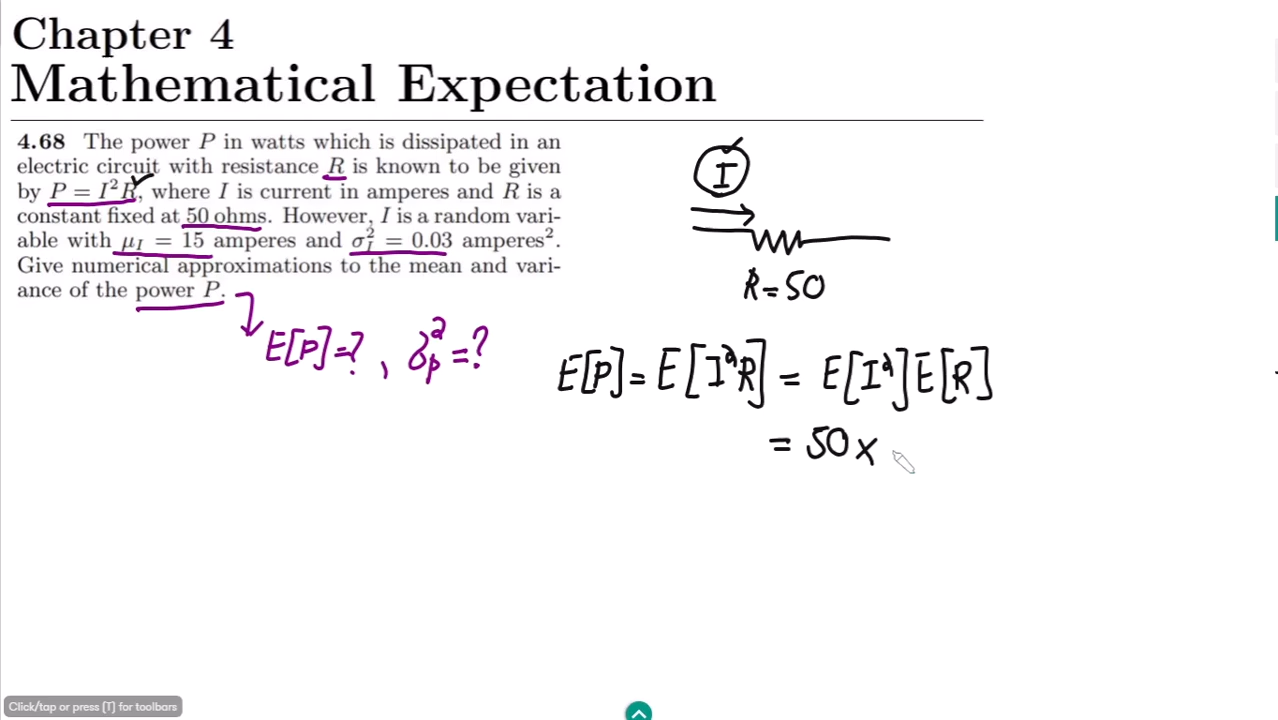 Chapter 4
Mathematical Expectation
4.68 The power P in watts which is dissipated in an
electric circuit with resistance R is known to be given
by P = I²R, where I is current in amperes and R is a
constant fixed at 50 ohms. However, I is a random vari-
able with μ_I = 15 amperes and σ²_I = 0.03 amperes².
Give numerical approximations to the mean and vari-
ance of the power P.
E[P]=?, σ²_p=?
I
R=50
E[P] = E[I²R] = E[I²]E[R]
= 50×
Click/tap or press (T) for toolbars